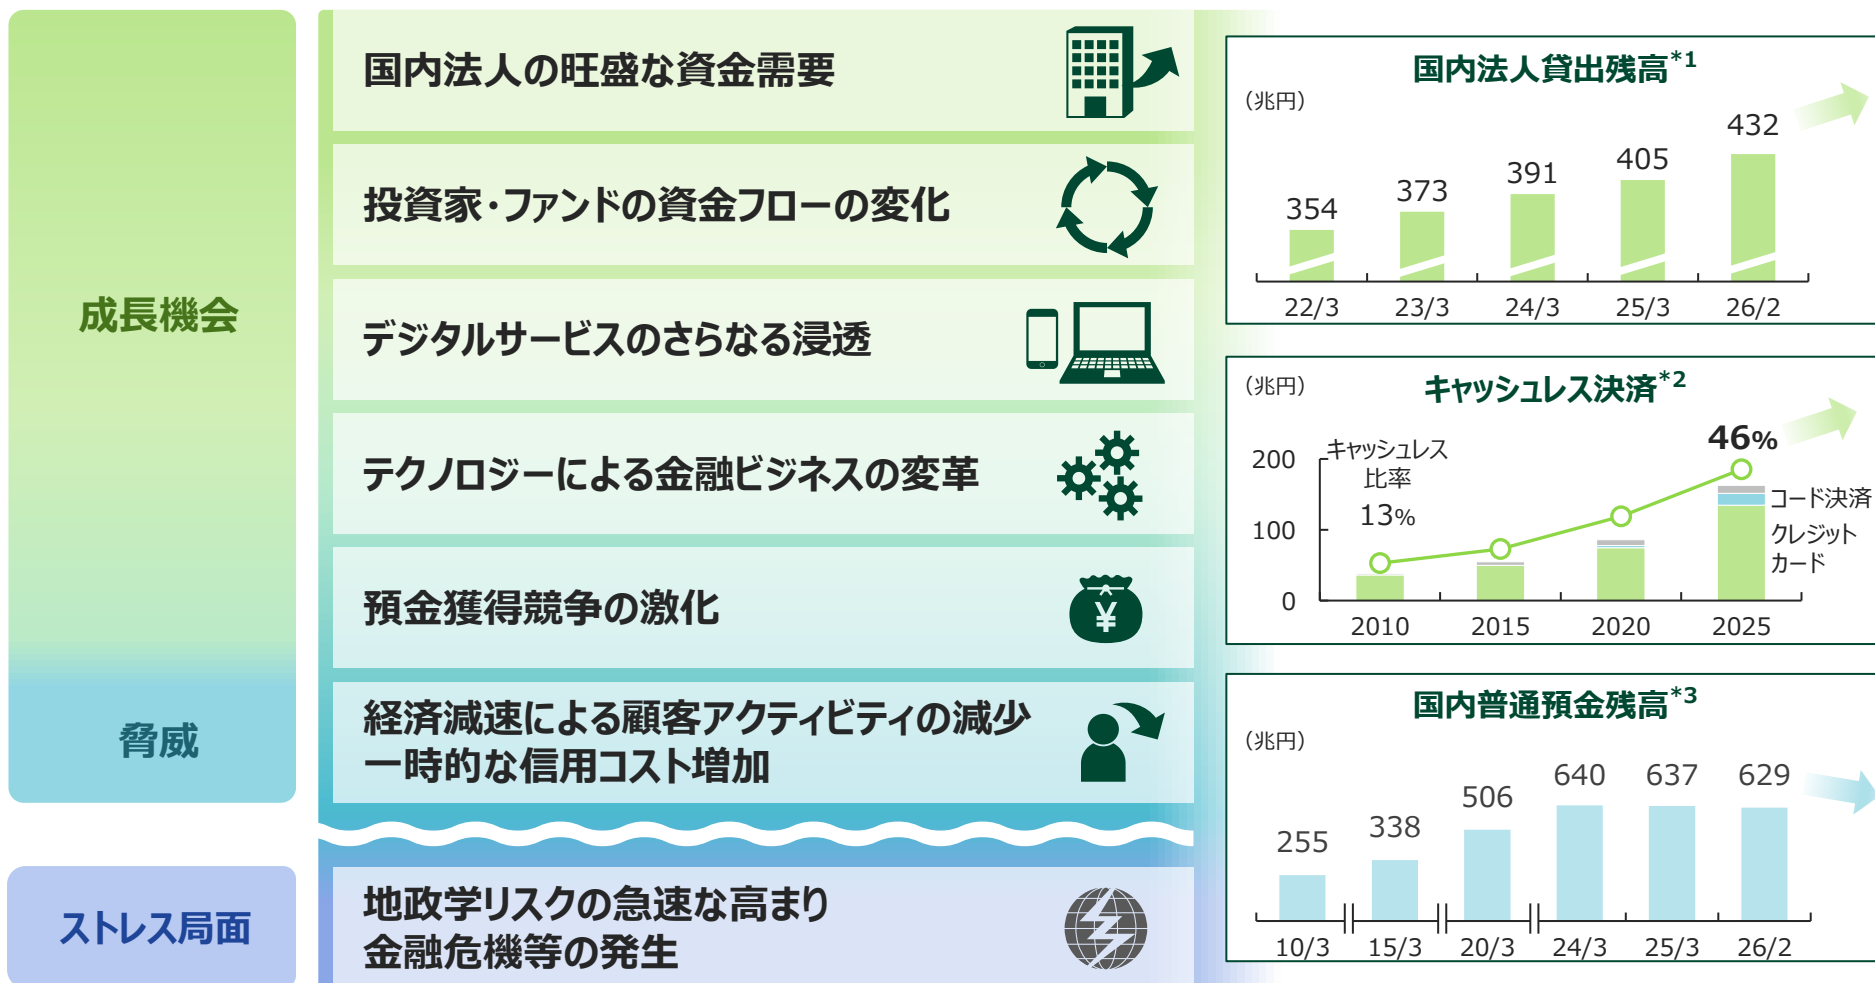 成長機会
脅威
ストレス局面
国内法人の旺盛な資金需要
投資家・ファンドの資金フローの変化
デジタルサービスのさらなる浸透
テクノロジーによる金融ビジネスの変革
預金獲得競争の激化
¥
経済減速による顧客アクティビティの減少
一時的な信用コスト増加
地政学リスクの急速な高まり
金融危機等の発生
国内法人貸出残高*1
(兆円)
354 373 391 405 432
22/3 23/3 24/3 25/3 26/2
キャッシュレス決済*2
(兆円)
200
100
0
キャッシュレス
比率
13%
46%
コード決済
クレジット
カード
2010 2015 2020 2025
国内普通預金残高*3
(兆円)
255 338 506 640 637 629
10/3 15/3 20/3 24/3 25/3 26/2